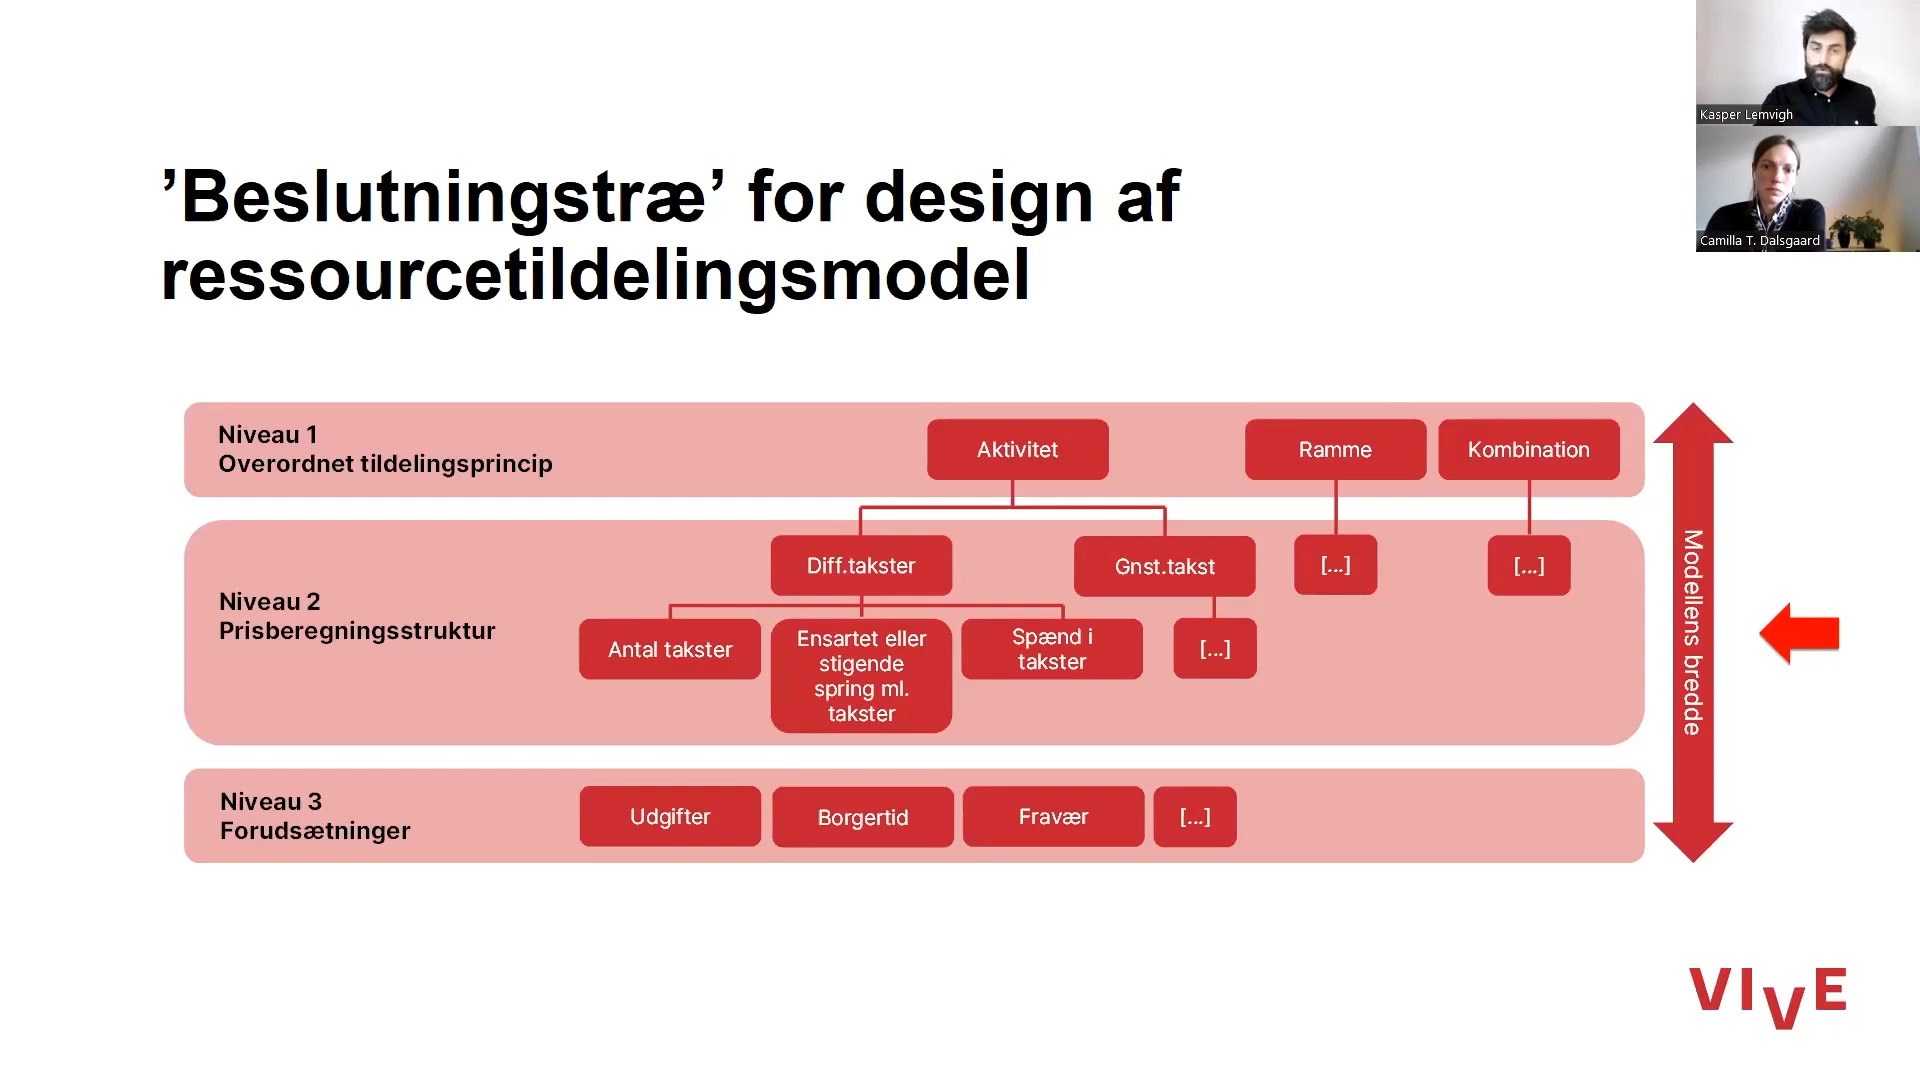 Kasper Lemvigh
Camilla T. Dalsgaard
’Beslutningstræ’ for design af
ressourcetildelingsmodel
Niveau 1
Overordnet tildelingsprincip
Aktivitet
Ramme
Kombination
Niveau 2
Prisberegningsstruktur
Diff.takster
Gnst.takst
[...]
[...]
Antal takster
Ensartet eller
stigende
spring ml.
takster
Spænd i
takster
[...]
Niveau 3
Forudsætninger
Udgifter
Borgertid
Fravær
[...]
Modellens bredde
VIVE